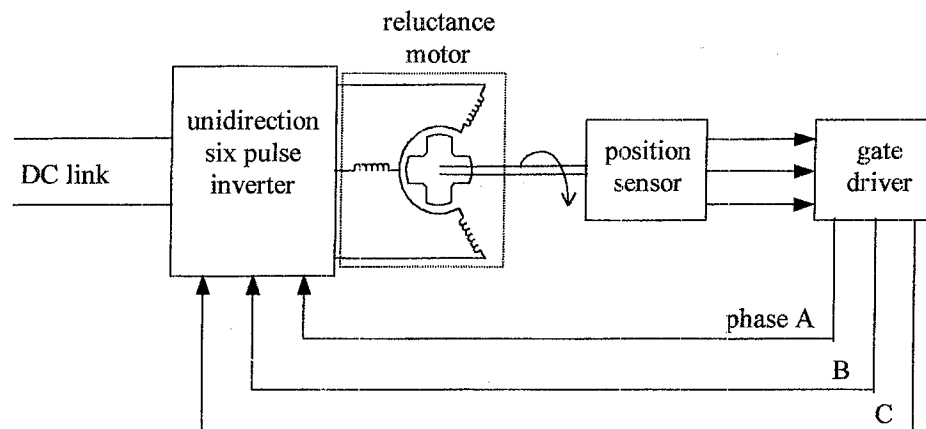 reluctance
motor
unidirection
six pulse
inverter
DC link
position
sensor
gate
driver
phase A
B
C